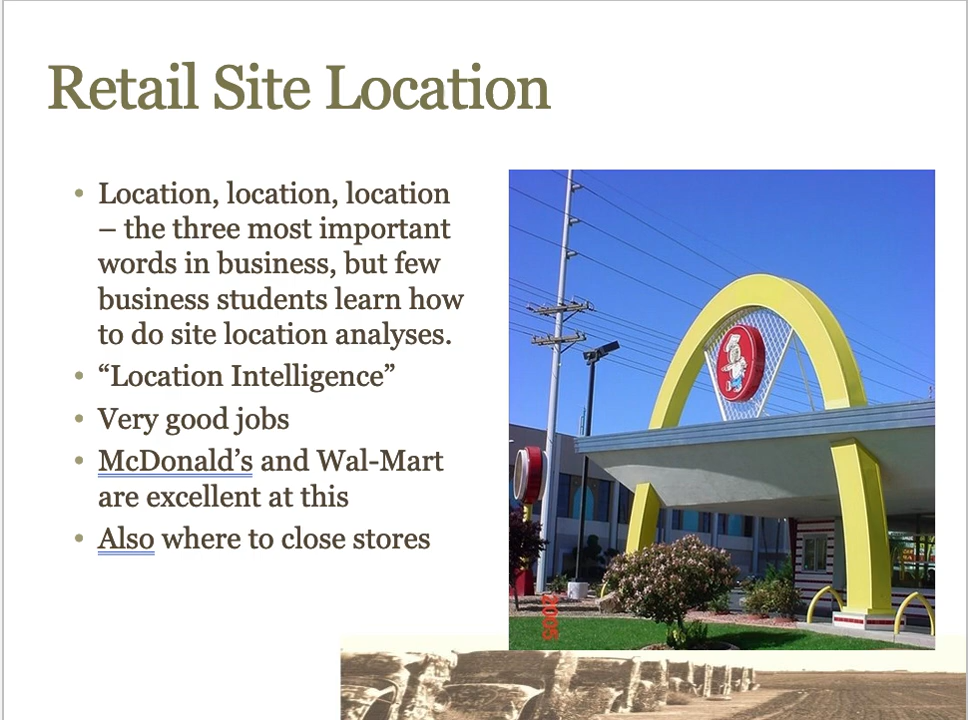 Retail Site Location
• Location, location, location
– the three most important
words in business, but few
business students learn how
to do site location analyses.
• “Location Intelligence”
• Very good jobs
• McDonald’s and Wal-Mart
are excellent at this
• Also where to close stores
2005